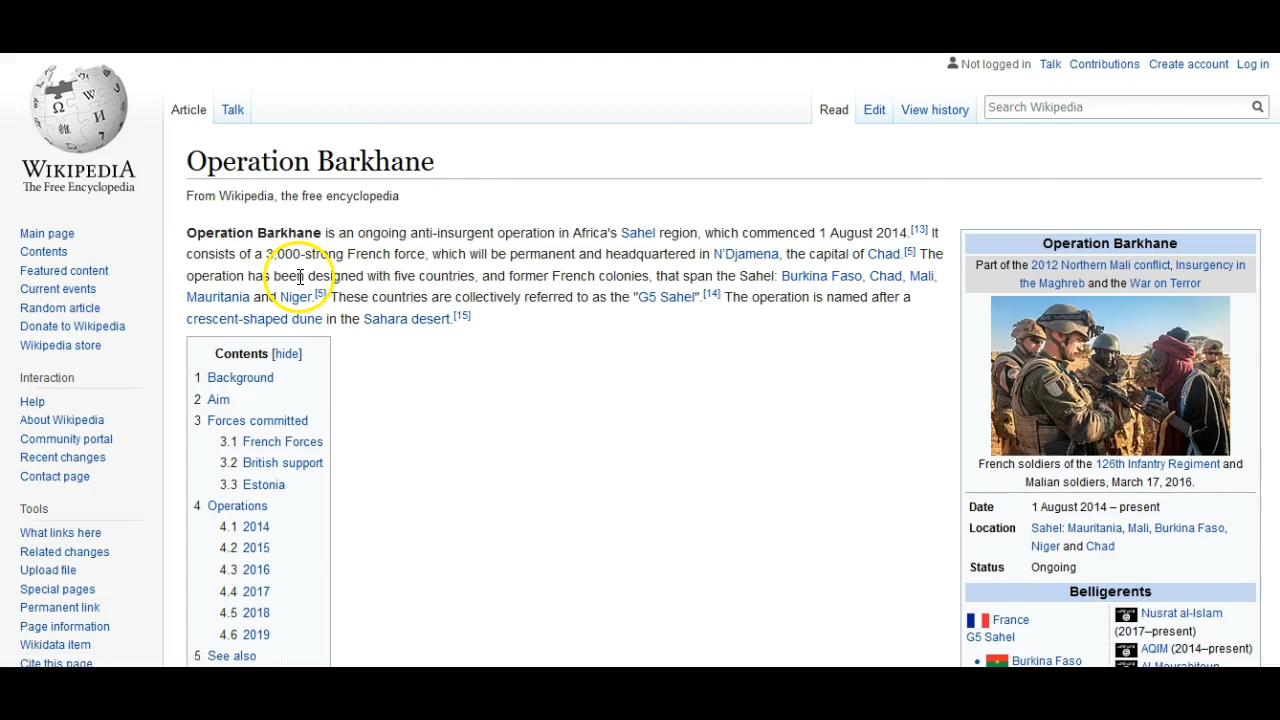 Not logged in Talk Contributions Create account Log in
Article Talk Read Edit View history Search Wikipedia
WIKIPEDIA
The Free Encyclopedia
Main page
Contents
Featured content
Current events
Random article
Donate to Wikipedia
Wikipedia store
Interaction
Help
About Wikipedia
Community portal
Recent changes
Contact page
Tools
What links here
Related changes
Upload file
Special pages
Permanent link
Page information
Wikidata item
Cite this page
Operation Barkhane
From Wikipedia, the free encyclopedia
Operation Barkhane is an ongoing anti-insurgent operation in Africa's Sahel region, which commenced 1 August 2014.[13] It
consists of a 3,000-strong French force, which will be permanent and headquartered in N'Djamena, the capital of Chad.[5] The
operation has been designed with five countries, and former French colonies, that span the Sahel: Burkina Faso, Chad, Mali,
Mauritania and Niger.[5] These countries are collectively referred to as the "G5 Sahel".[14] The operation is named after a
crescent-shaped dune in the Sahara desert.[15]
Contents [hide]
1 Background
2 Aim
3 Forces committed
3.1 French Forces
3.2 British support
3.3 Estonia
4 Operations
4.1 2014
4.2 2015
4.3 2016
4.4 2017
4.5 2018
4.6 2019
5 See also
Operation Barkhane
Part of the 2012 Northern Mali conflict, Insurgency in
the Maghreb and the War on Terror
French soldiers of the 126th Infantry Regiment and
Malian soldiers, March 17, 2016.
Date 1 August 2014 – present
Location Sahel: Mauritania, Mali, Burkina Faso,
Niger and Chad
Status Ongoing
Belligerents
France
G5 Sahel
Burkina Faso
Nusrat al-Islam
(2017–present)
AQIM (2014–present)
Al-Mourabitoun